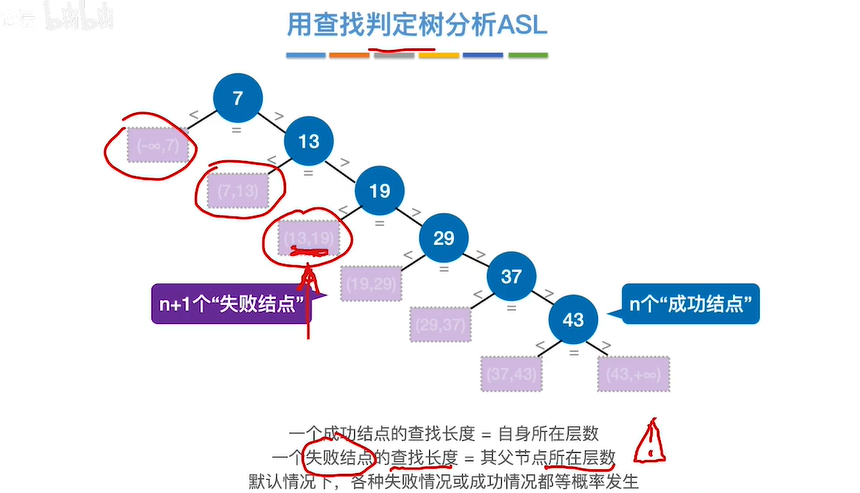 bilibili
用查找判定树分析ASL
7
< = >
(-∞,7)
13
< = >
(7,13)
19
< = >
(13,19)
29
< = >
(19,29)
37
< = >
(29,37)
43
< = >
(37,43)
(43,+∞)
n+1个“失败结点”
n个“成功结点”
一个成功结点的查找长度 = 自身所在层数
一个失败结点的查找长度 = 其父节点所在层数
默认情况下，各种失败情况或成功情况都等概率发生